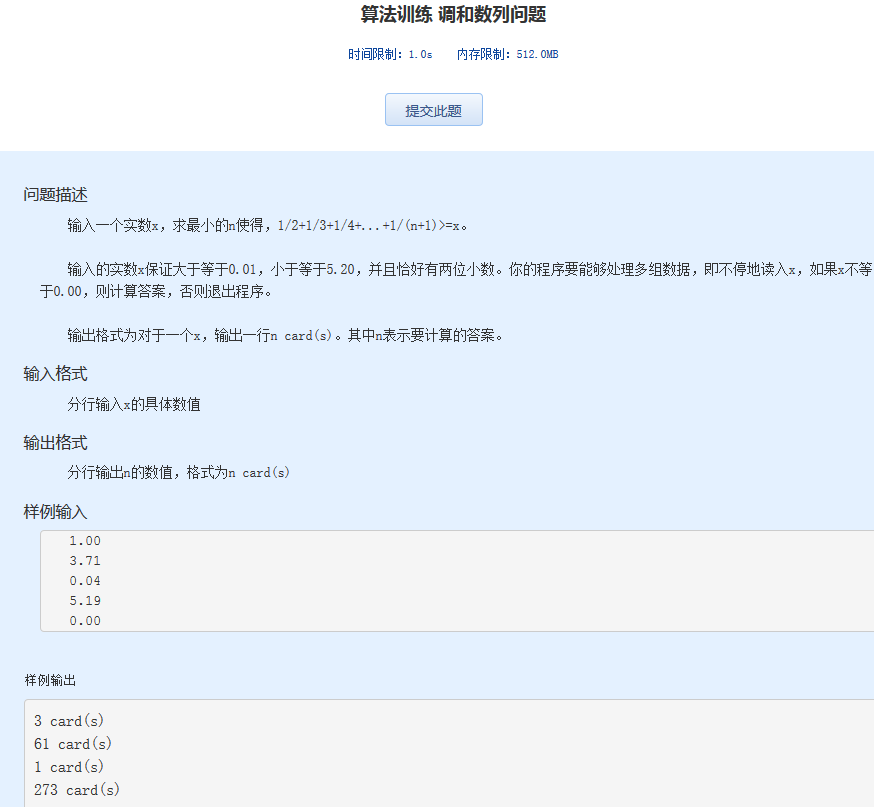 算法训练 调和数列问题
时间限制：1.0s 内存限制：512.0MB
提交此题
问题描述
输入一个实数x，求最小的n使得，1/2+1/3+1/4+...+1/(n+1)>=x。
输入的实数x保证大于等于0.01，小于等于5.20，并且恰好有两位小数。你的程序要能够处理多组数据，即不停地读入x，如果x不等
于0.00，则计算答案，否则退出程序。
输出格式为对于一个x，输出一行n card(s)。其中n表示要计算的答案。
输入格式
分行输入x的具体数值
输出格式
分行输出n的数值，格式为n card(s)
样例输入
1.00
3.71
0.04
5.19
0.00
样例输出
3 card(s)
61 card(s)
1 card(s)
273 card(s)